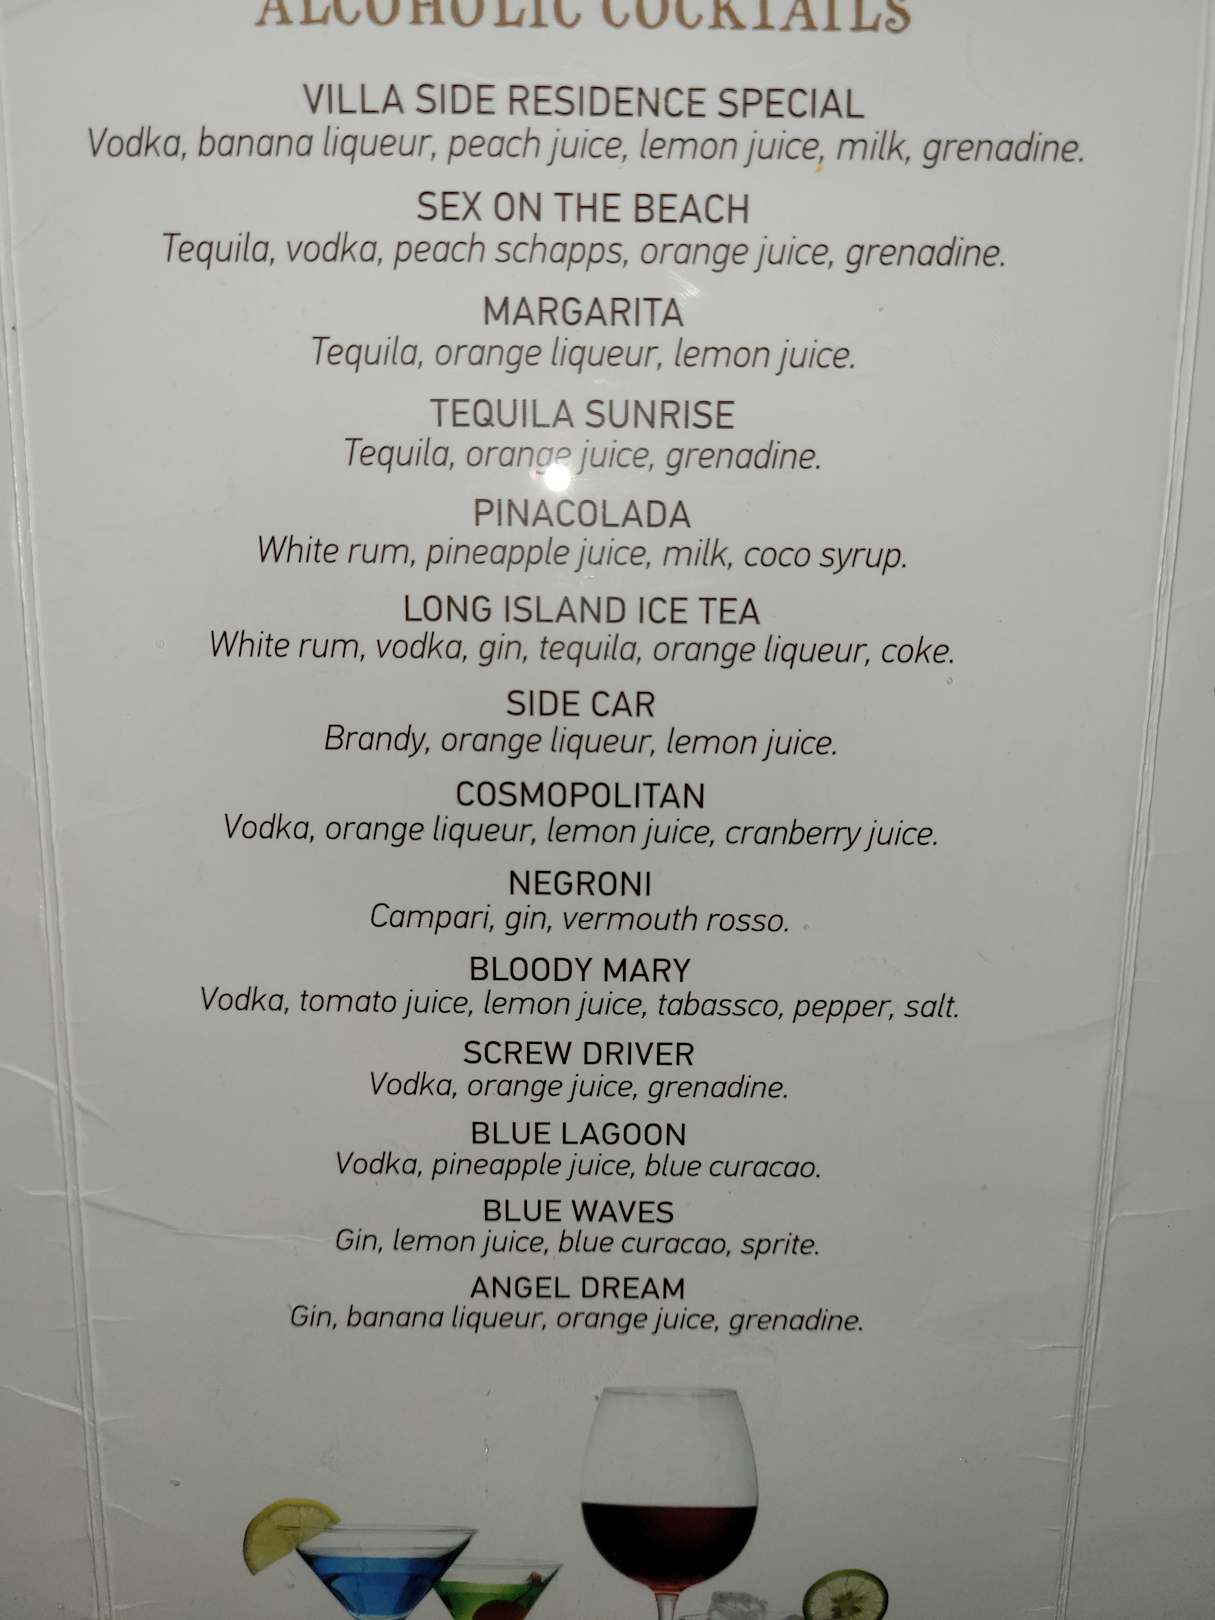 ALCOHOLIC COCKTAILS
VILLA SIDE RESIDENCE SPECIAL
Vodka, banana liqueur, peach juice, lemon juice, milk, grenadine.
SEX ON THE BEACH
Tequila, vodka, peach schapps, orange juice, grenadine.
MARGARITA
Tequila, orange liqueur, lemon juice.
TEQUILA SUNRISE
Tequila, orange juice, grenadine.
PINACOLADA
White rum, pineapple juice, milk, coco syrup.
LONG ISLAND ICE TEA
White rum, vodka, gin, tequila, orange liqueur, coke.
SIDE CAR
Brandy, orange liqueur, lemon juice.
COSMOPOLITAN
Vodka, orange liqueur, lemon juice, cranberry juice.
NEGRONI
Campari, gin, vermouth rosso.
BLOODY MARY
Vodka, tomato juice, lemon juice, tabassco, pepper, salt.
SCREW DRIVER
Vodka, orange juice, grenadine.
BLUE LAGOON
Vodka, pineapple juice, blue curacao.
BLUE WAVES
Gin, lemon juice, blue curacao, sprite.
ANGEL DREAM
Gin, banana liqueur, orange juice, grenadine.